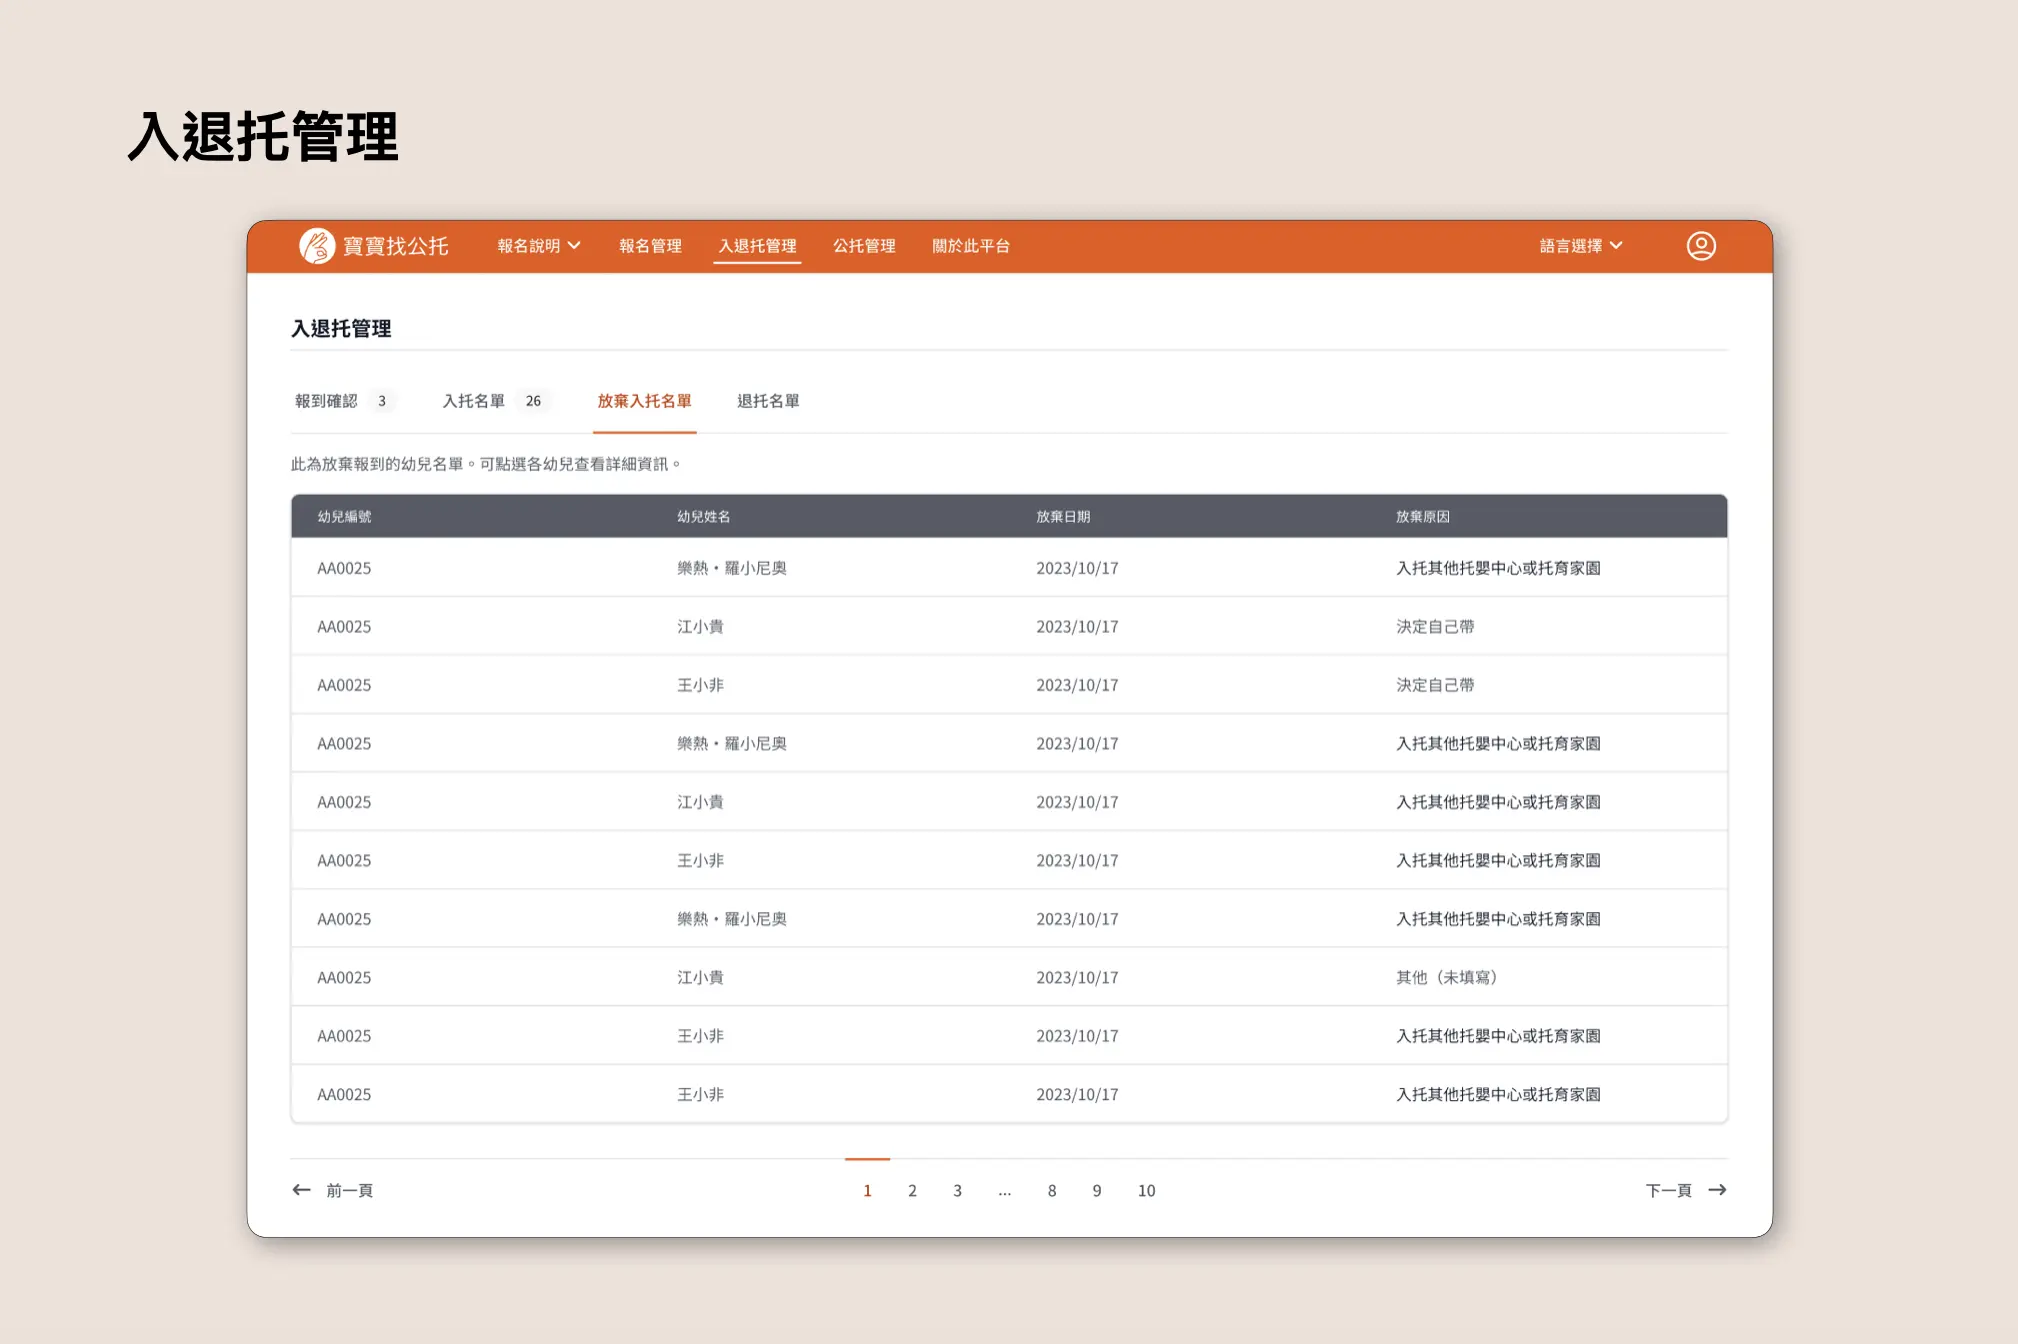 入退托管理
寶寶找公托 報名說明 報名管理 入退托管理 公托管理 關於此平台 語言選擇
入退托管理
報到確認 3 入托名單 26 放棄入托名單 退托名單
此為放棄報到的幼兒名單。可點選各幼兒查看詳細資訊。
幼兒編號 幼兒姓名 放棄日期 放棄原因
AA0025 樂熱・羅小尼奧 2023/10/17 入托其他托嬰中心或托育家園
AA0025 江小貴 2023/10/17 決定自己帶
AA0025 王小非 2023/10/17 決定自己帶
AA0025 樂熱・羅小尼奧 2023/10/17 入托其他托嬰中心或托育家園
AA0025 江小貴 2023/10/17 入托其他托嬰中心或托育家園
AA0025 王小非 2023/10/17 入托其他托嬰中心或托育家園
AA0025 樂熱・羅小尼奧 2023/10/17 入托其他托嬰中心或托育家園
AA0025 江小貴 2023/10/17 其他（未填寫）
AA0025 王小非 2023/10/17 入托其他托嬰中心或托育家園
AA0025 王小非 2023/10/17 入托其他托嬰中心或托育家園
← 前一頁 1 2 3 ... 8 9 10 下一頁 →